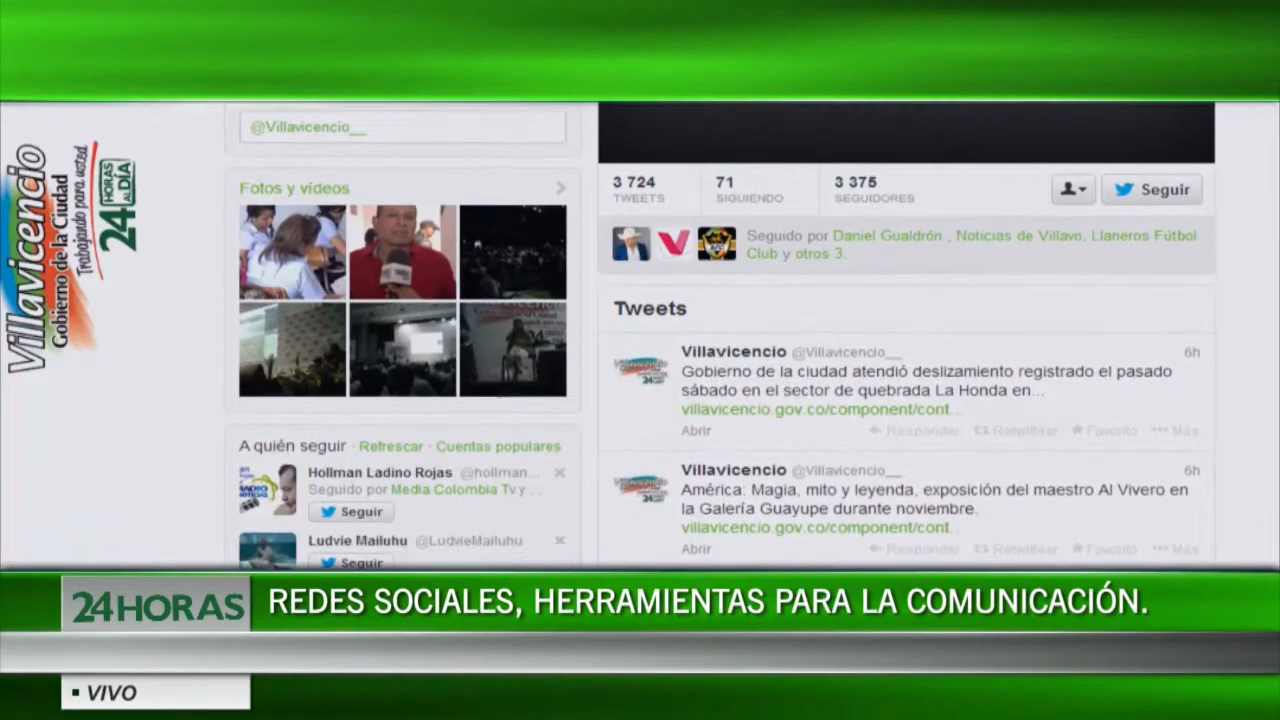 Villavicencio
Gobierno de la Ciudad
Trabajando para usted
24 HORAS AL DÍA
@Villavicencio__
Fotos y vídeos
A quién seguir · Refrescar · Cuentas populares
Hollman Ladino Rojas @hollman...
Seguido por Media Colombia Tv y ...
Seguir
Ludvie Mailuhu @LudvieMailuhu
Seguir
3 724 TWEETS
71 SIGUIENDO
3 375 SEGUIDORES
Seguir
Seguido por Daniel Gualdrón , Noticias de Villavo, Llaneros Fútbol
Club y otros 3.
Tweets
Villavicencio @Villavicencio__ 6h
Gobierno de la ciudad atendió deslizamiento registrado el pasado
sábado en el sector de quebrada La Honda en...
villavicencio.gov.co/component/cont...
Abrir Responder Retwittear Favorito Más
Villavicencio @Villavicencio__ 6h
América: Magia, mito y leyenda, exposición del maestro Al Vivero en
la Galería Guayupe durante noviembre.
villavicencio.gov.co/component/cont...
Abrir Responder Retwittear Favorito Más
24 HORAS
REDES SOCIALES, HERRAMIENTAS PARA LA COMUNICACIÓN.
VIVO